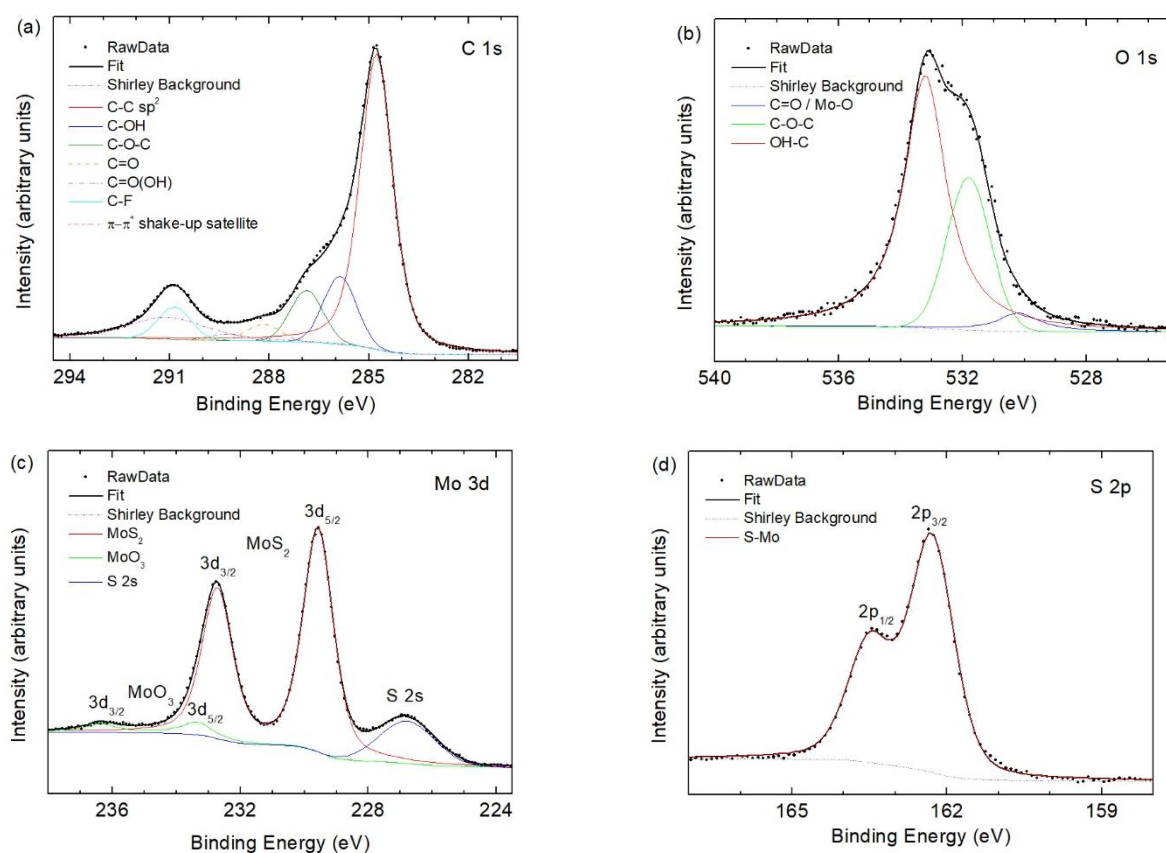 (a)
C 1s
RawData
Fit
Shirley Background
C-C sp²
C-OH
C-O-C
C=O
C=O(OH)
C-F
π–π* shake-up satellite
Intensity (arbitrary units)
294 291 288 285 282
Binding Energy (eV)
(b)
O 1s
RawData
Fit
Shirley Background
C=O / Mo-O
C-O-C
OH-C
Intensity (arbitrary units)
540 536 532 528
Binding Energy (eV)
(c)
Mo 3d
RawData
Fit
Shirley Background
MoS₂
MoO₃
S 2s
3d₅/₂
MoS₂
3d₃/₂
S 2s
MoO₃
3d₃/₂
3d₅/₂
Intensity (arbitrary units)
236 232 228 224
Binding Energy (eV)
(d)
S 2p
RawData
Fit
Shirley Background
S-Mo
2p₃/₂
2p₁/₂
Intensity (arbitrary units)
165 162 159
Binding Energy (eV)